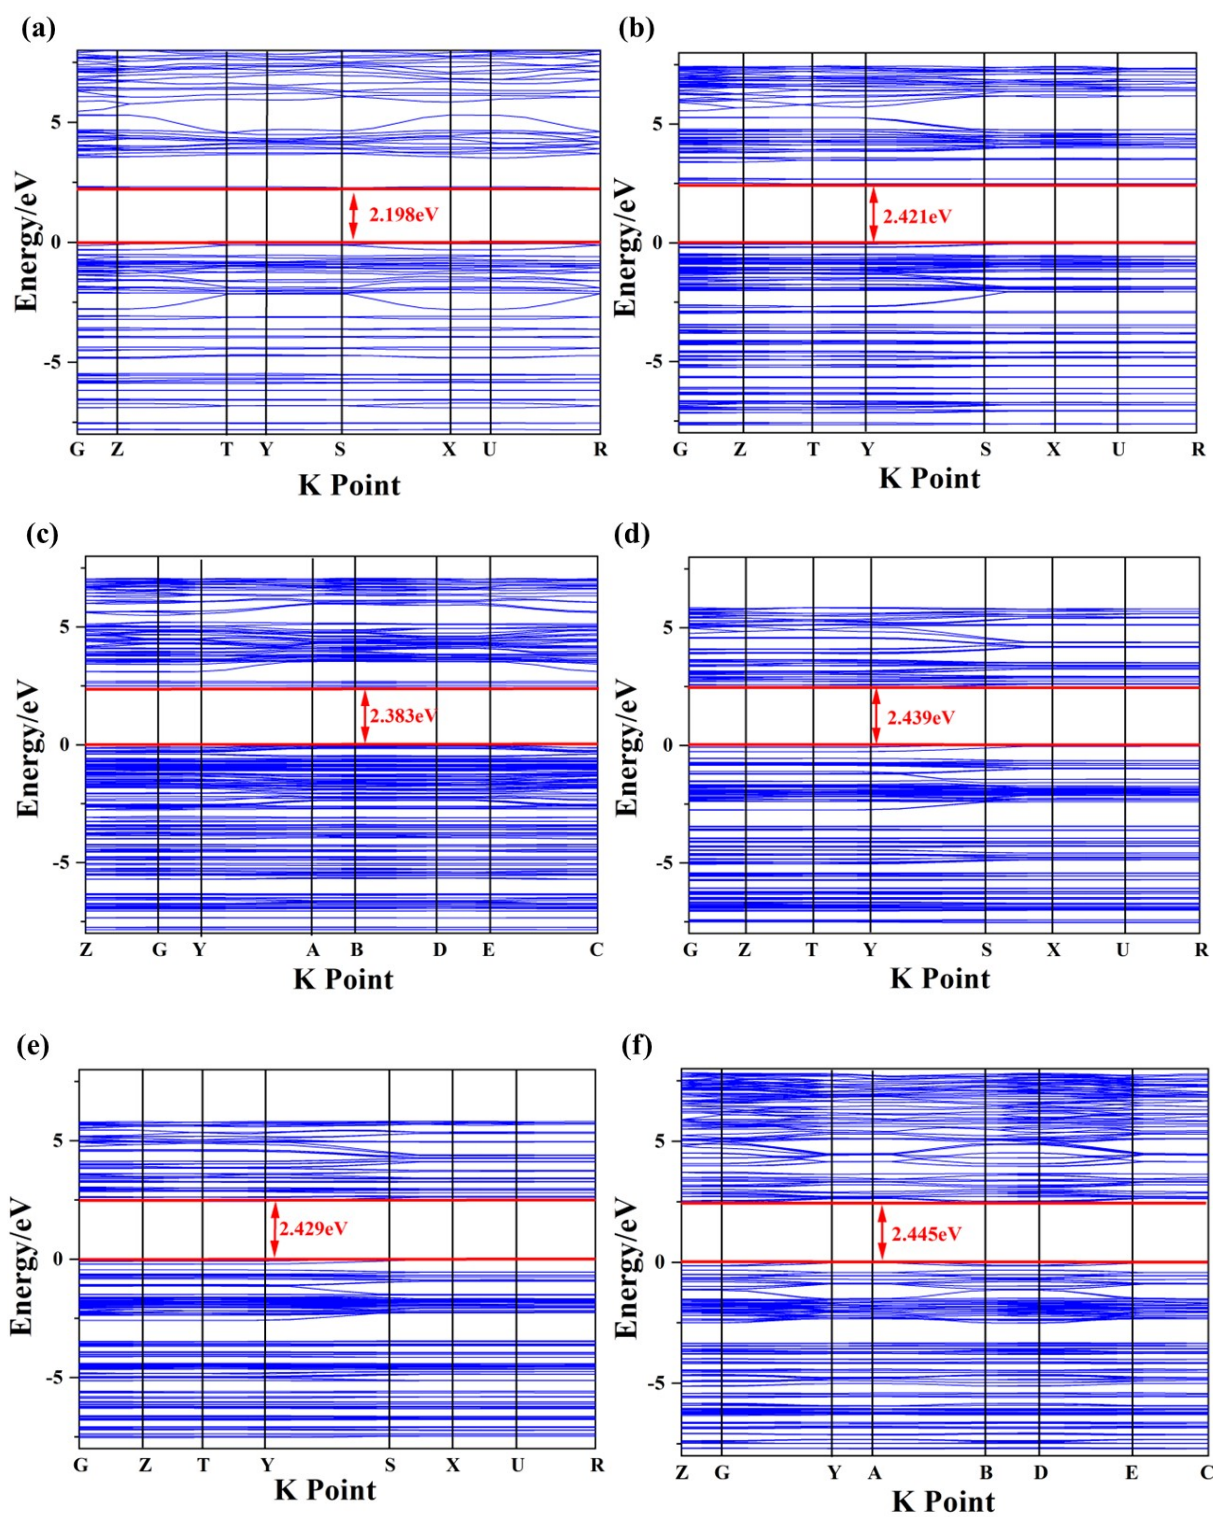 (a)
Energy/eV
5
0
-5
2.198eV
G Z T Y S X U R
K Point
(b)
Energy/eV
5
0
-5
2.421eV
G Z T Y S X U R
K Point
(c)
Energy/eV
5
0
-5
2.383eV
Z G Y A B D E C
K Point
(d)
Energy/eV
5
0
-5
2.439eV
G Z T Y S X U R
K Point
(e)
Energy/eV
5
0
-5
2.429eV
G Z T Y S X U R
K Point
(f)
Energy/eV
5
0
-5
2.445eV
Z G Y A B D E C
K Point